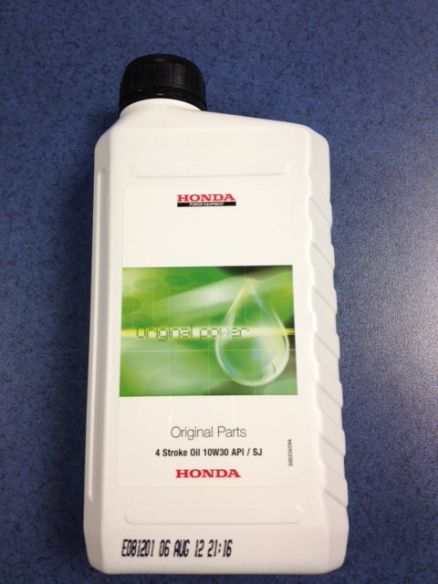 HONDA
POWER EQUIPMENT
Original power
Original Parts
4 Stroke Oil 10W30 API / SJ
HONDA
E081201 06 AUG 12 21:16